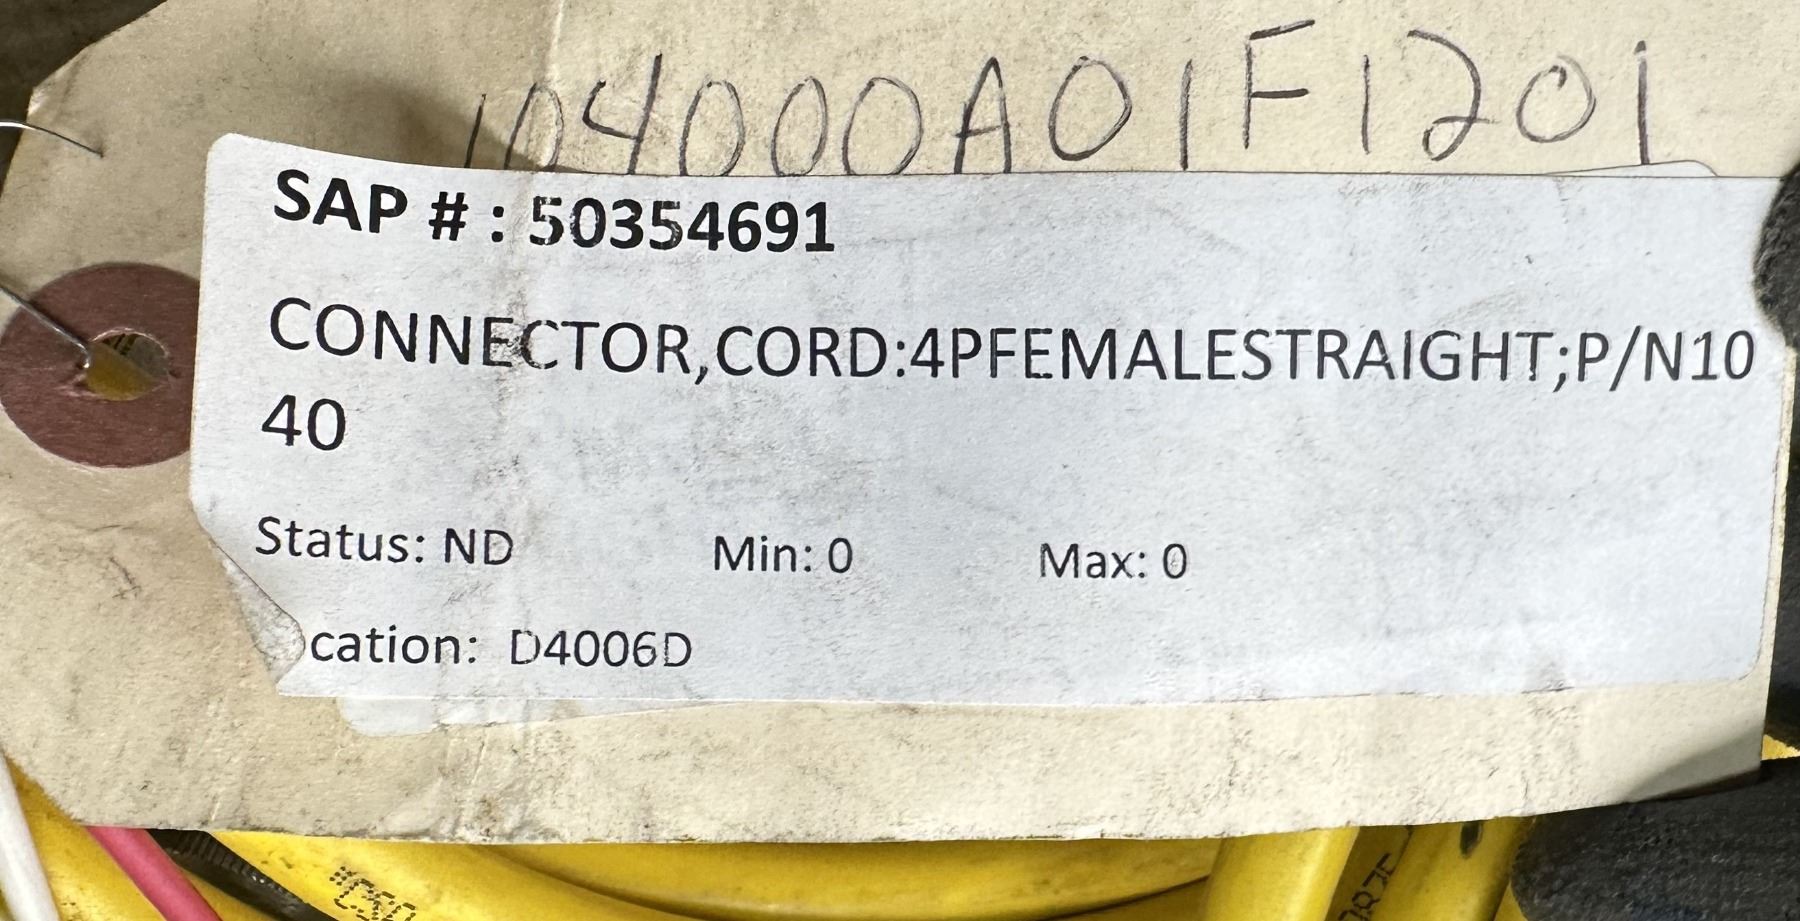 104000A01F1201
SAP # : 50354691
CONNECTOR,CORD:4PFEMALESTRAIGHT;P/N10
40
Status: ND Min: 0 Max: 0
cation: D4006D